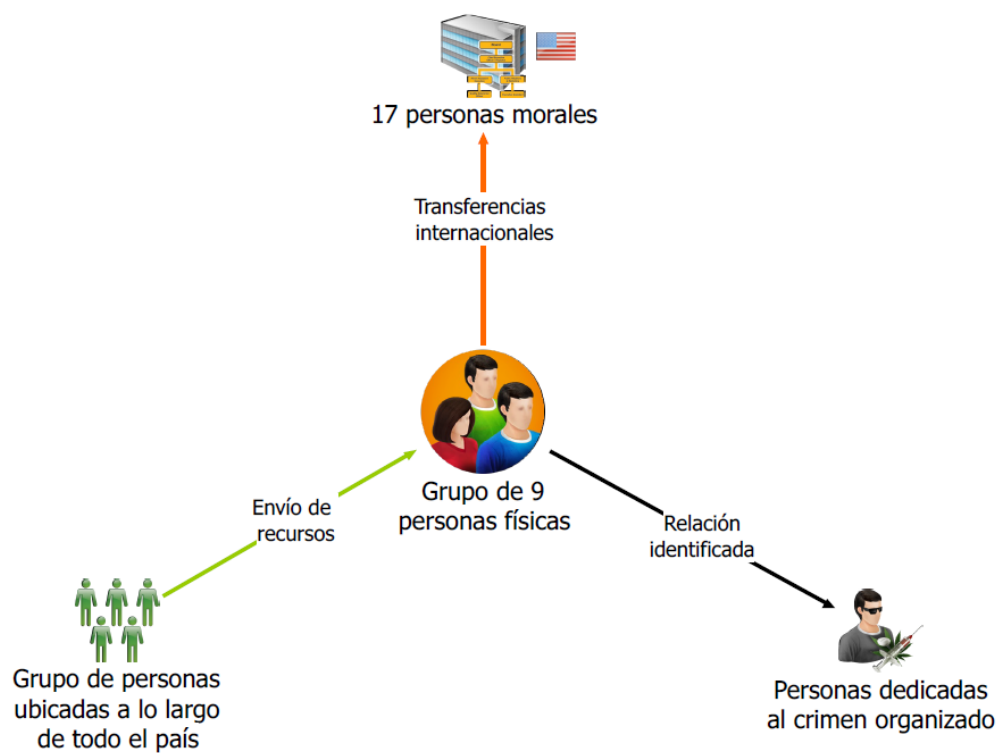 17 personas morales
Transferencias
internacionales
Grupo de 9
personas físicas
Envío de
recursos
Relación
identificada
Grupo de personas
ubicadas a lo largo
de todo el país
Personas dedicadas
al crimen organizado